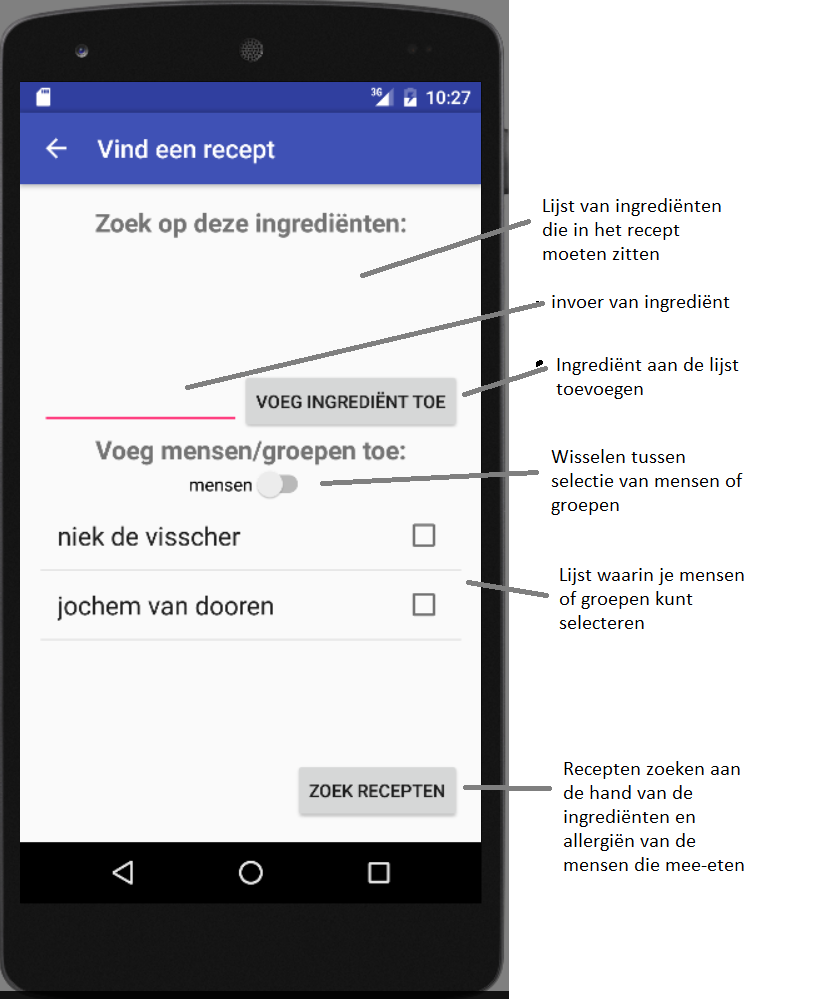 3G 10:27
Vind een recept
Zoek op deze ingrediënten:
VOEG INGREDIËNT TOE
Voeg mensen/groepen toe:
mensen
niek de visscher
jochem van dooren
ZOEK RECEPTEN
Lijst van ingrediënten
die in het recept
moeten zitten
invoer van ingrediënt
Ingrediënt aan de lijst
toevoegen
Wisselen tussen
selectie van mensen of
groepen
Lijst waarin je mensen
of groepen kunt
selecteren
Recepten zoeken aan
de hand van de
ingrediënten en
allergiën van de
mensen die mee-eten